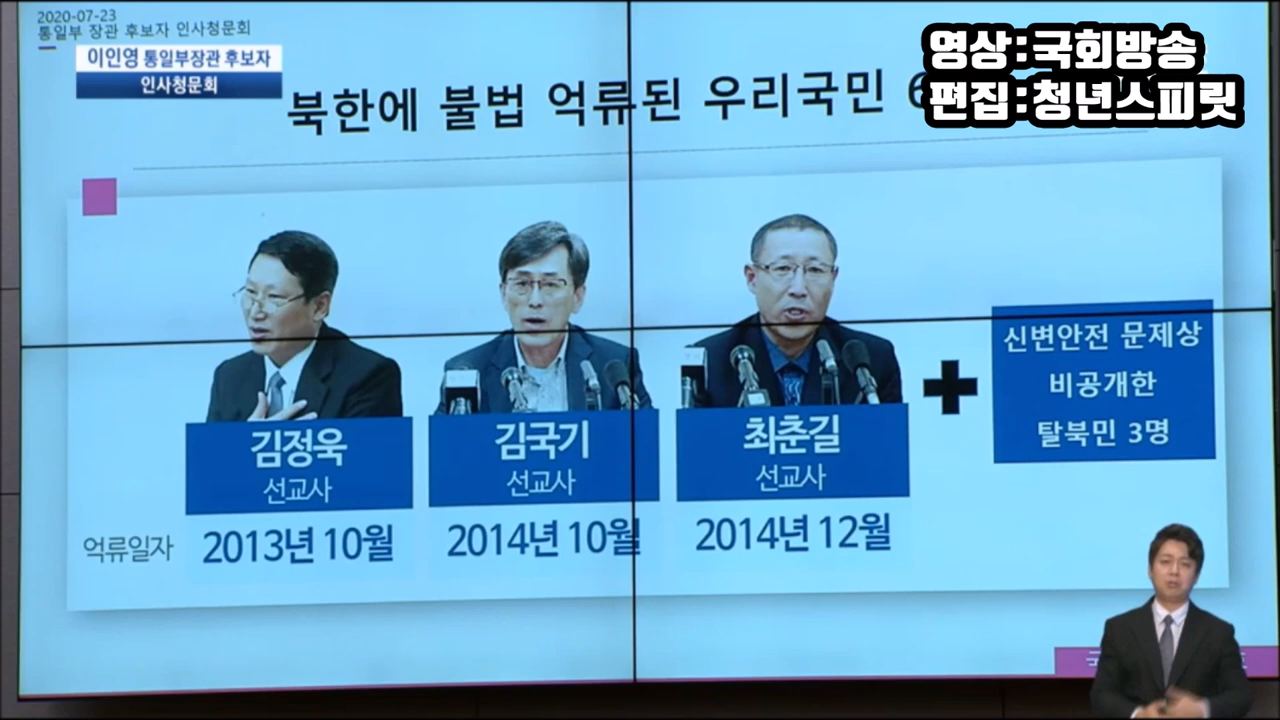 2020-07-23
통일부 장관 후보자 인사청문회
이인영 통일부장관 후보자
인사청문회
영상:국회방송
편집:청년스피릿
북한에 불법 억류된 우리국민
신변안전 문제상
비공개한
탈북민 3명
김정욱
선교사
김국기
선교사
최춘길
선교사
억류일자
2013년 10월
2014년 10월
2014년 12월